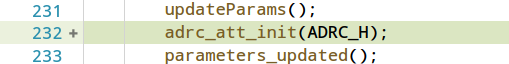 231 updateParams();
232 + adrc_att_init(ADRC_H);
233 parameters_updated();